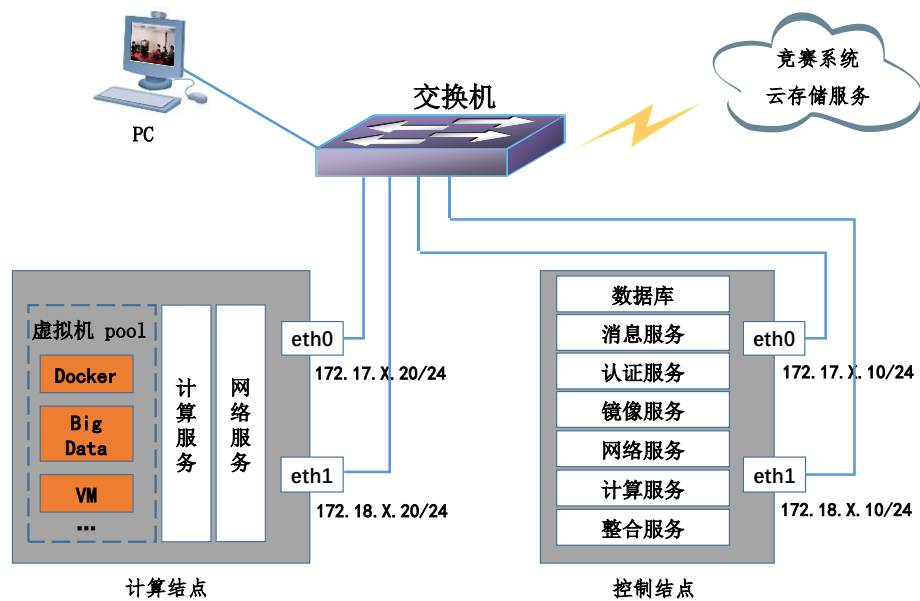 竞赛系统
云存储服务
PC
交换机
虚拟机 pool
Docker
Big
Data
VM
...
计算服务
网络服务
eth0
172.17.X.20/24
eth1
172.18.X.20/24
计算结点
数据库
消息服务
认证服务
镜像服务
网络服务
计算服务
整合服务
eth0
172.17.X.10/24
eth1
172.18.X.10/24
控制结点